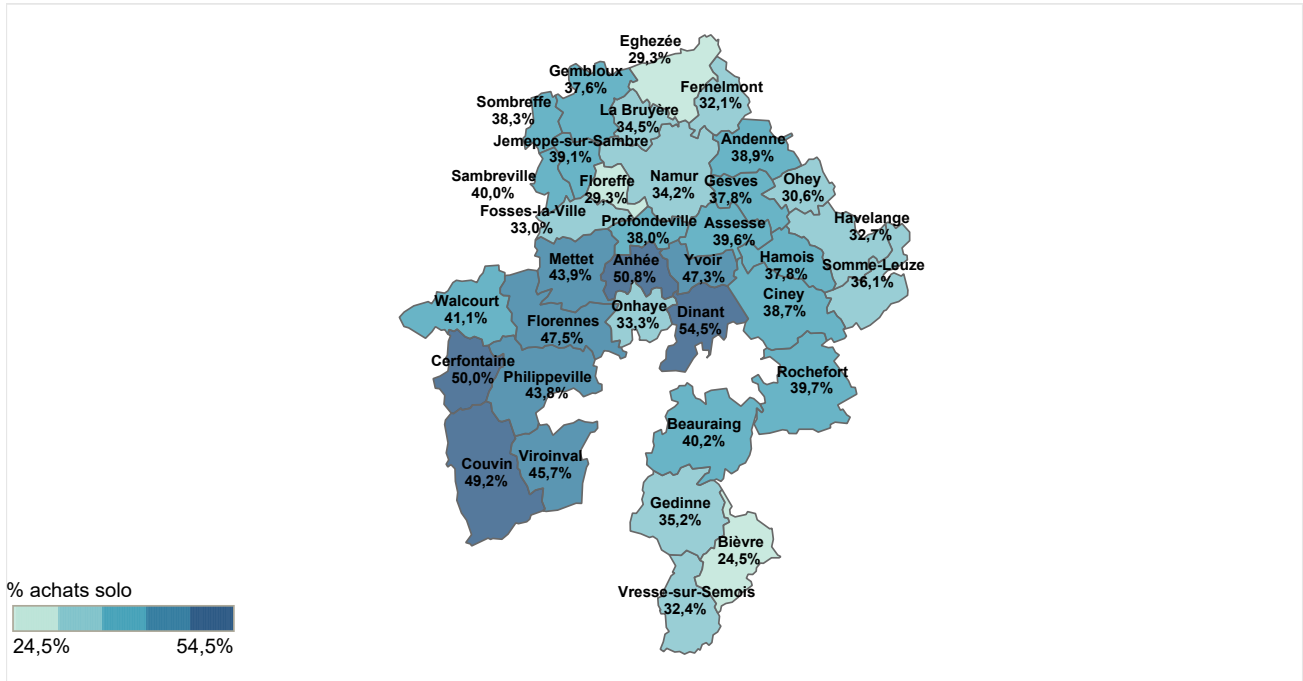 Eghezée
29,3%
Gembloux
37,6%
Fernelmont
32,1%
Sombreffe
38,3%
La Bruyère
34,5%
Jemeppe-sur-Sambre
39,1%
Andenne
38,9%
Sambreville
40,0%
Floreffe
29,3%
Namur
34,2%
Gesves
37,8%
Ohey
30,6%
Fosses-la-Ville
33,0%
Profondeville
38,0%
Assesse
39,6%
Havelange
32,7%
Mettet
43,9%
Anhée
50,8%
Yvoir
47,3%
Hamois
37,8%
Somme-Leuze
36,1%
Walcourt
41,1%
Florennes
47,5%
Onhaye
33,3%
Dinant
54,5%
Ciney
38,7%
Cerfontaine
50,0%
Philippeville
43,8%
Rochefort
39,7%
Beauraing
40,2%
Couvin
49,2%
Viroinval
45,7%
Gedinne
35,2%
Bièvre
24,5%
Vresse-sur-Semois
32,4%
% achats solo
24,5%
54,5%